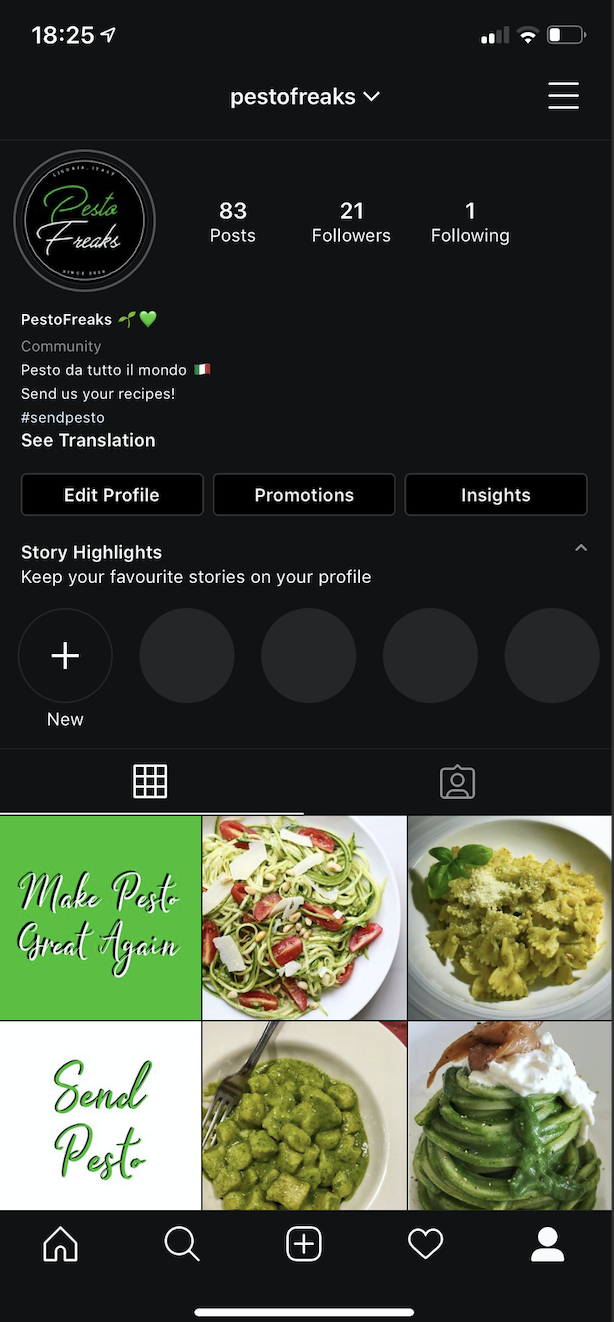 18:25
pestofreaks
LIGURIA, ITALY
Pesto
Freaks
83
Posts
21
Followers
1
Following
PestoFreaks 🌱💚
Community
Pesto da tutto il mondo 🇮🇹
Send us your recipes!
#sendpesto
See Translation
Edit Profile
Promotions
Insights
Story Highlights
Keep your favourite stories on your profile
New
Make Pesto
Great Again
Send
Pesto